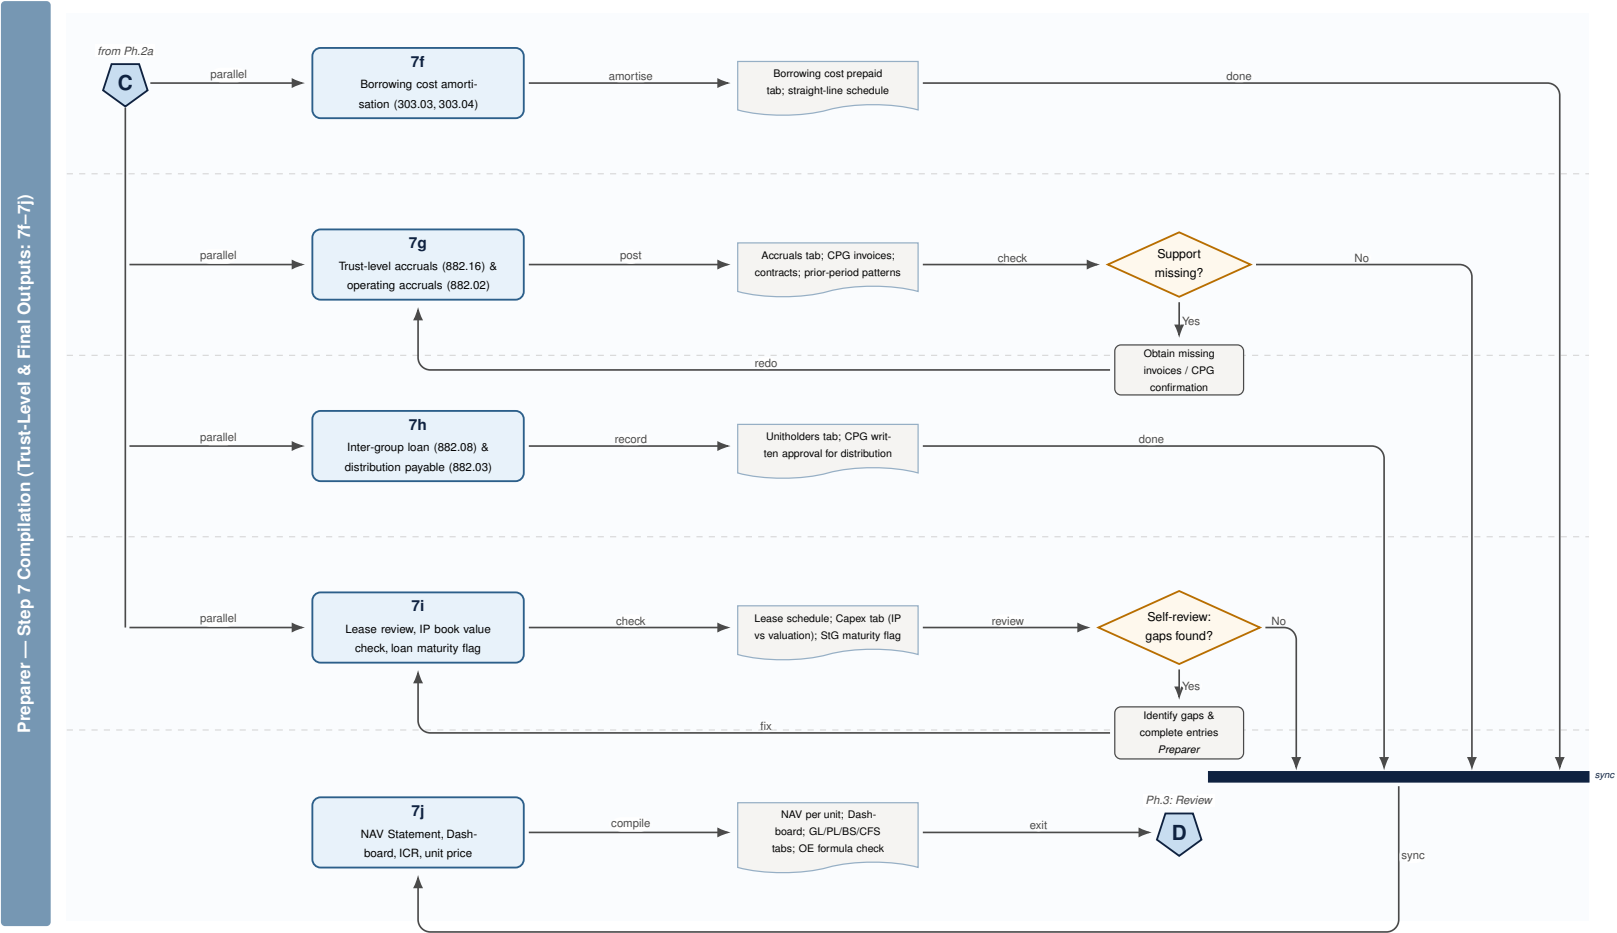 Preparer — Step 7 Compilation (Trust-Level & Final Outputs: 7f–7j)
from Ph.2a
C
parallel
7f
Borrowing cost amorti-
sation (303.03, 303.04)
amortise
Borrowing cost prepaid
tab; straight-line schedule
done
parallel
7g
Trust-level accruals (882.16) &
operating accruals (882.02)
post
Accruals tab; CPG invoices;
contracts; prior-period patterns
check
Support
missing?
No
Yes
Obtain missing
invoices / CPG
confirmation
redo
parallel
7h
Inter-group loan (882.08) &
distribution payable (882.03)
record
Unitholders tab; CPG writ-
ten approval for distribution
done
parallel
7i
Lease review, IP book value
check, loan maturity flag
check
Lease schedule; Capex tab (IP
vs valuation); StG maturity flag
review
Self-review:
gaps found?
No
Yes
Identify gaps &
complete entries
Preparer
fix
sync
7j
NAV Statement, Dash-
board, ICR, unit price
compile
NAV per unit; Dash-
board; GL/PL/BS/CFS
tabs; OE formula check
exit
Ph.3: Review
D
sync